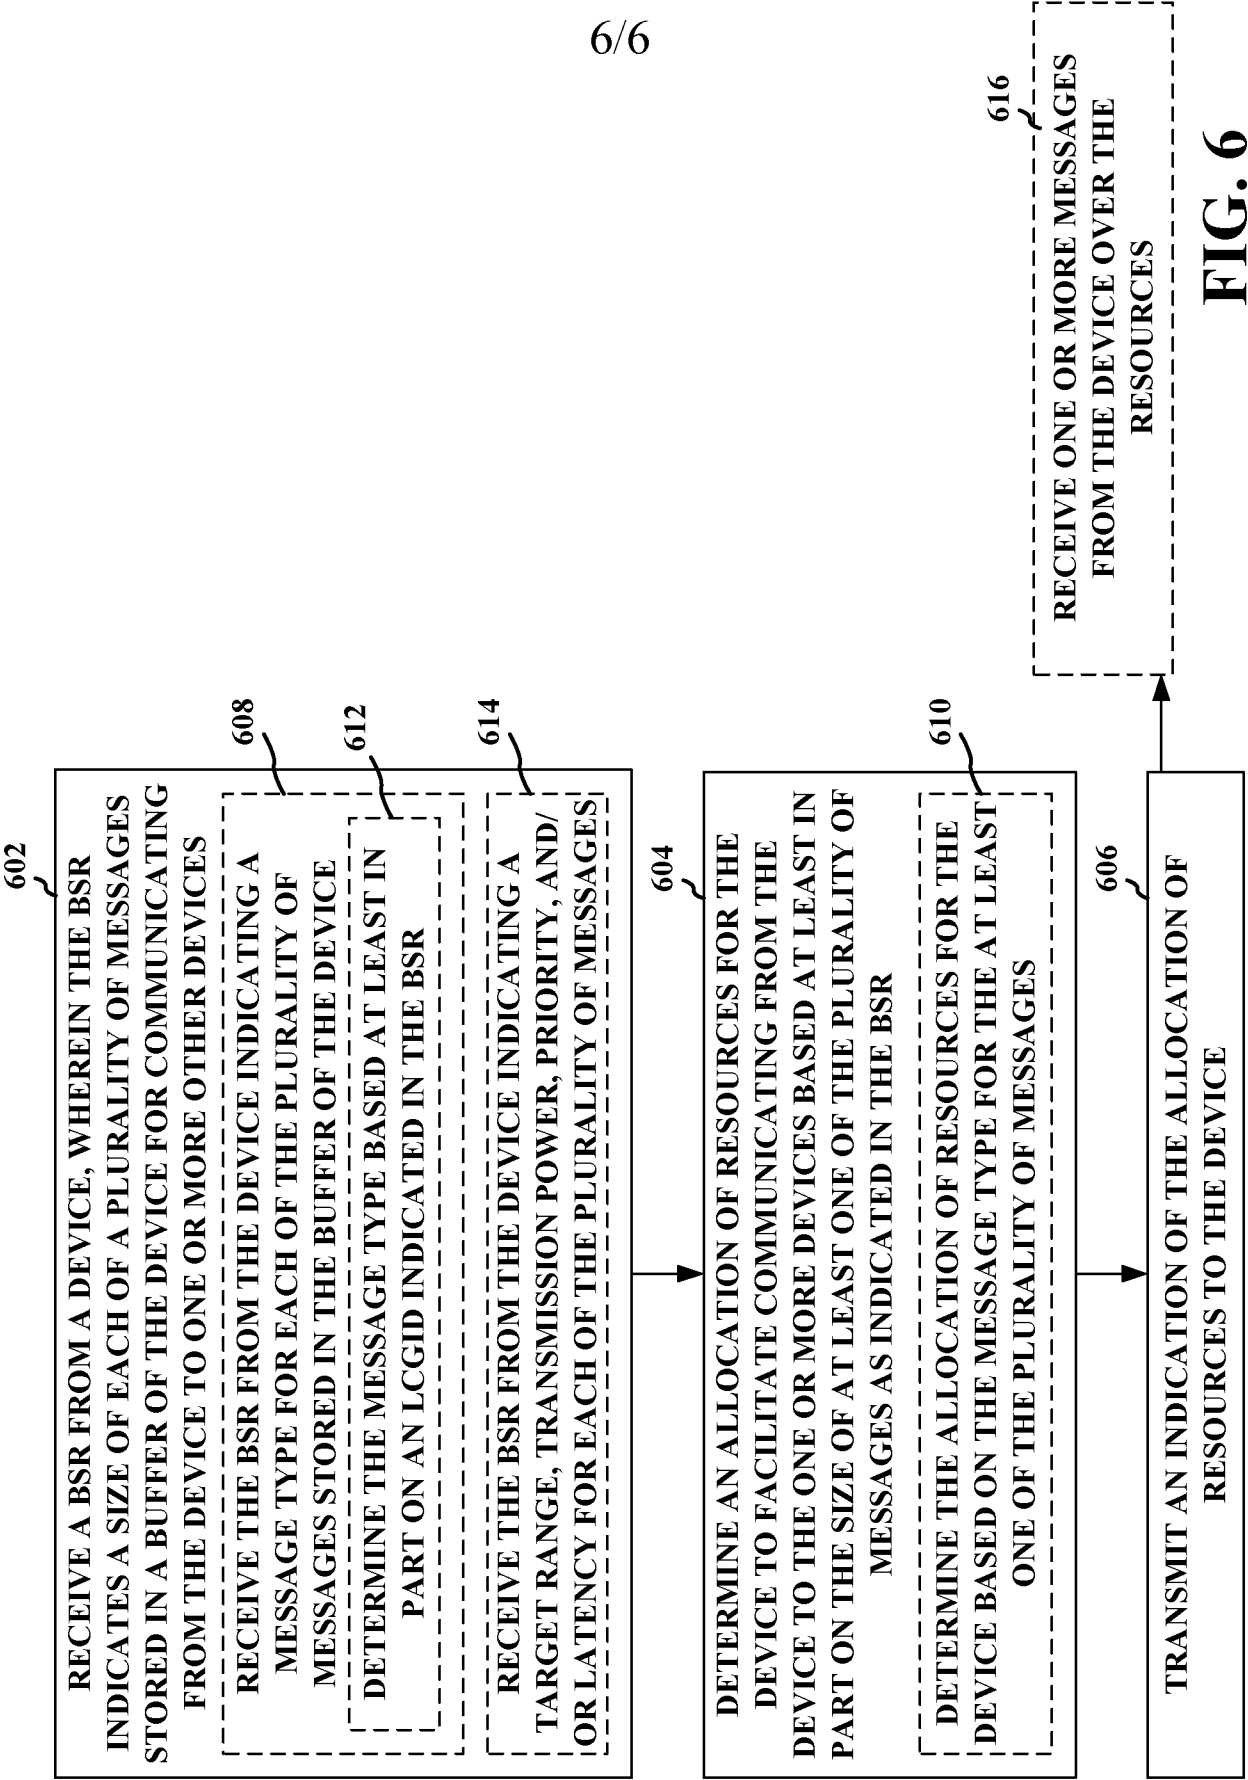 6/6
602
RECEIVE A BSR FROM A DEVICE, WHEREIN THE BSR
INDICATES A SIZE OF EACH OF A PLURALITY OF MESSAGES
STORED IN A BUFFER OF THE DEVICE FOR COMMUNICATING
FROM THE DEVICE TO ONE OR MORE OTHER DEVICES
608
RECEIVE THE BSR FROM THE DEVICE INDICATING A
MESSAGE TYPE FOR EACH OF THE PLURALITY OF
MESSAGES STORED IN THE BUFFER OF THE DEVICE
612
DETERMINE THE MESSAGE TYPE BASED AT LEAST IN
PART ON AN LCGID INDICATED IN THE BSR
614
RECEIVE THE BSR FROM THE DEVICE INDICATING A
TARGET RANGE, TRANSMISSION POWER, PRIORITY, AND/
OR LATENCY FOR EACH OF THE PLURALITY OF MESSAGES
604
DETERMINE AN ALLOCATION OF RESOURCES FOR THE
DEVICE TO FACILITATE COMMUNICATING FROM THE
DEVICE TO THE ONE OR MORE DEVICES BASED AT LEAST IN
PART ON THE SIZE OF AT LEAST ONE OF THE PLURALITY OF
MESSAGES AS INDICATED IN THE BSR
610
DETERMINE THE ALLOCATION OF RESOURCES FOR THE
DEVICE BASED ON THE MESSAGE TYPE FOR THE AT LEAST
ONE OF THE PLURALITY OF MESSAGES
606
TRANSMIT AN INDICATION OF THE ALLOCATION OF
RESOURCES TO THE DEVICE
616
RECEIVE ONE OR MORE MESSAGES
FROM THE DEVICE OVER THE
RESOURCES
FIG. 6